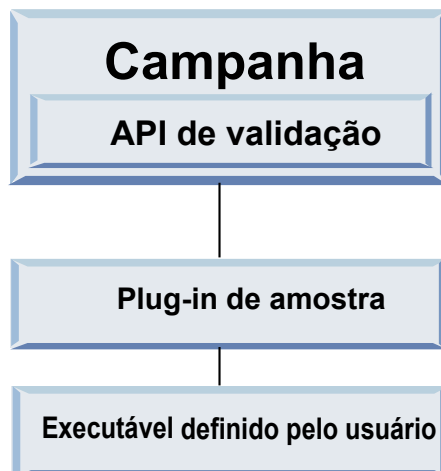 Campanha
API de validação
Plug-in de amostra
Executável definido pelo usuário